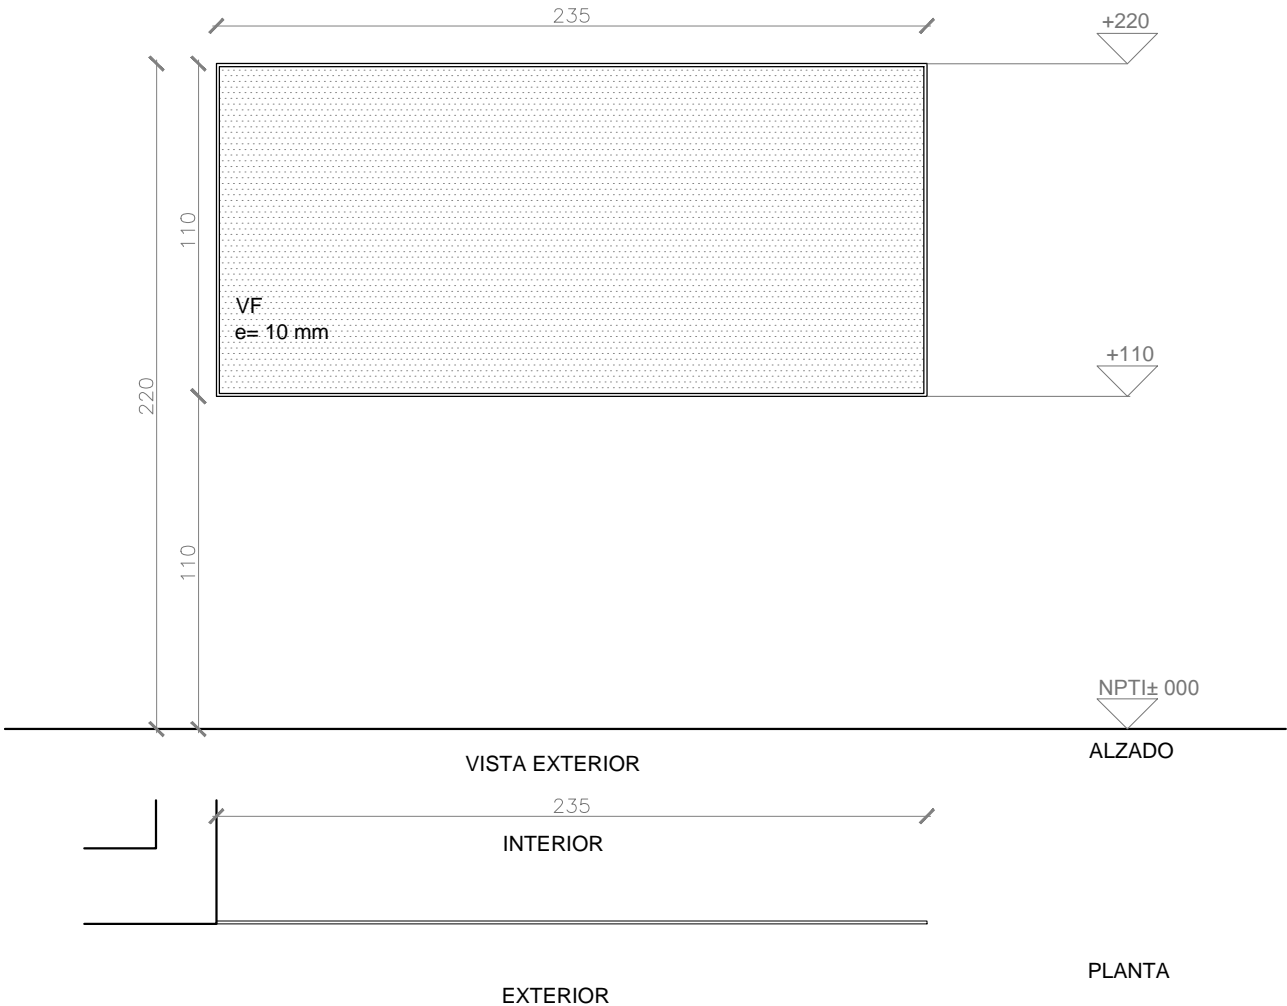 235
+220
110
VF
e= 10 mm
+110
220
110
NPTI± 000
ALZADO
VISTA EXTERIOR
235
INTERIOR
PLANTA
EXTERIOR